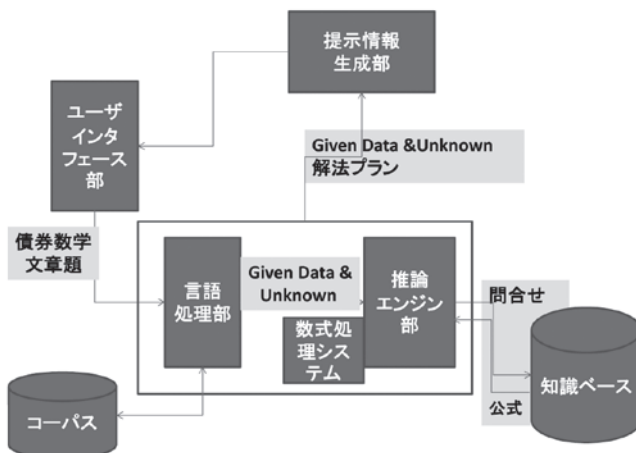 提示情報
生成部
ユーザ
インタ
フェース
部
Given Data &Unknown
解法プラン
債券数学
文章題
言語
処理部
Given Data &
Unknown
推論
エンジン
部
数式処
理シス
テム
問合せ
公式
知識ベース
コーパス